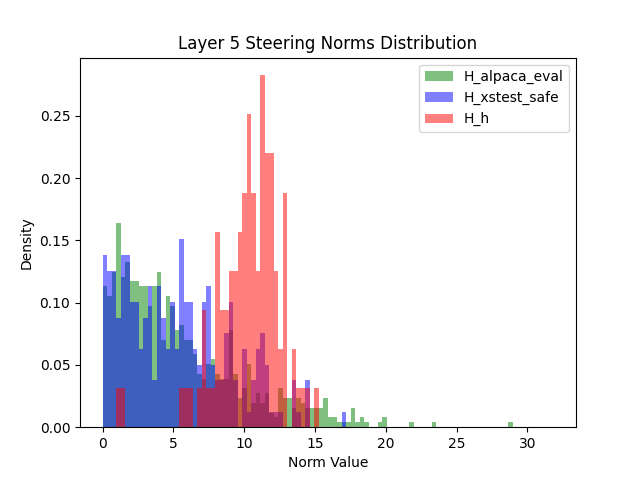 Layer 5 Steering Norms Distribution
H_alpaca_eval
H_xstest_safe
H_h
Density
0.25
0.20
0.15
0.10
0.05
0.00
0
5
10
15
20
25
30
Norm Value